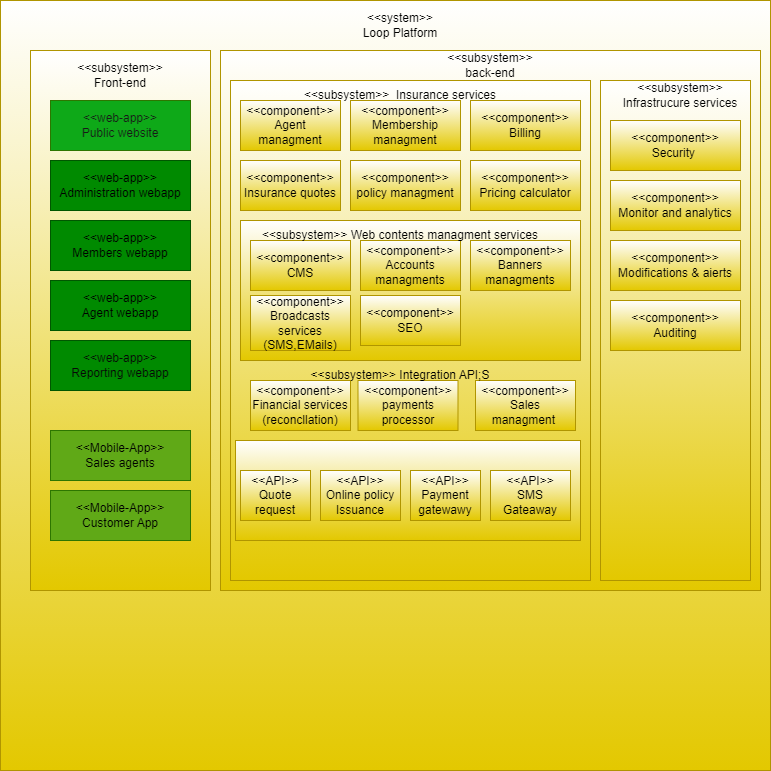 <<system>>
Loop Platform
<<subsystem>>
Front-end
<<web-app>>
Public website
<<web-app>>
Administration webapp
<<web-app>>
Members webapp
<<web-app>>
Agent webapp
<<web-app>>
Reporting webapp
<<Mobile-App>>
Sales agents
<<Mobile-App>>
Customer App
<<subsystem>>
back-end
<<subsystem>> Insurance services
<<component>>
Agent
managment
<<component>>
Membership
managment
<<component>>
Billing
<<component>>
Insurance quotes
<<component>>
policy managment
<<component>>
Pricing calculator
<<subsystem>> Web contents managment services
<<component>>
CMS
<<component>>
Accounts
managments
<<component>>
Banners
managments
<<component>>
Broadcasts
services
(SMS,EMails)
<<component>>
SEO
<<subsystem>> Integration API;S
<<component>>
Financial services
(reconcllation)
<<component>>
payments
processor
<<component>>
Sales
managment
<<API>>
Quote
request
<<API>>
Online policy
Issuance
<<API>>
Payment
gatewawy
<<API>>
SMS
Gateaway
<<subsystem>>
Infrastrucure services
<<component>>
Security
<<component>>
Monitor and analytics
<<component>>
Modifications & alerts
<<component>>
Auditing